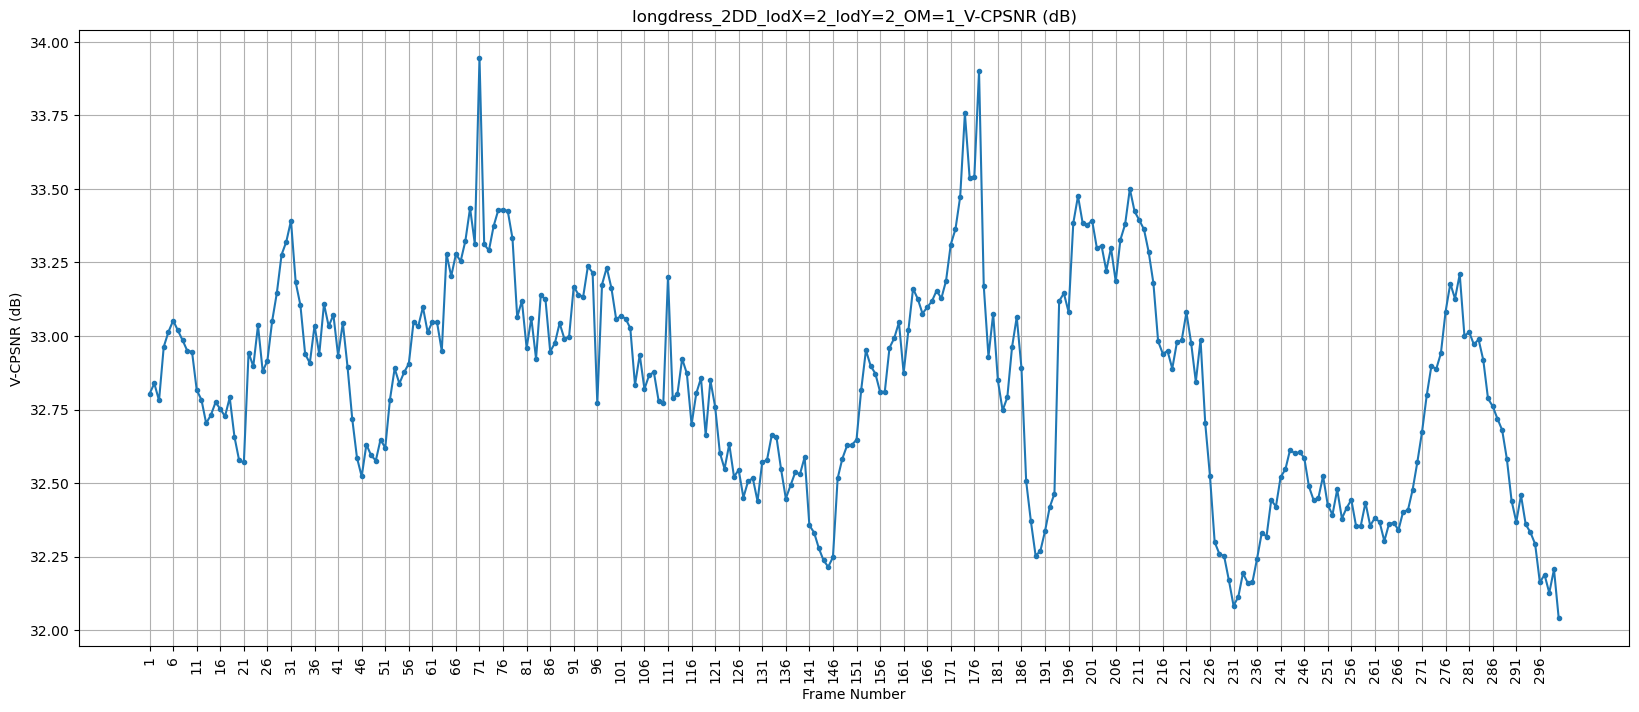 longdress_2DD_lodX=2_lodY=2_OM=1_V-CPSNR (dB)
V-CPSNR (dB)
34.00
33.75
33.50
33.25
33.00
32.75
32.50
32.25
32.00
1 6 11 16 21 26 31 36 41 46 51 56 61 66 71 76 81 86 91 96 101 106 111 116 121 126 131 136 141 146 151 156 161 166 171 176 181 186 191 196 201 206 211 216 221 226 231 236 241 246 251 256 261 266 271 276 281 286 291 296
Frame Number